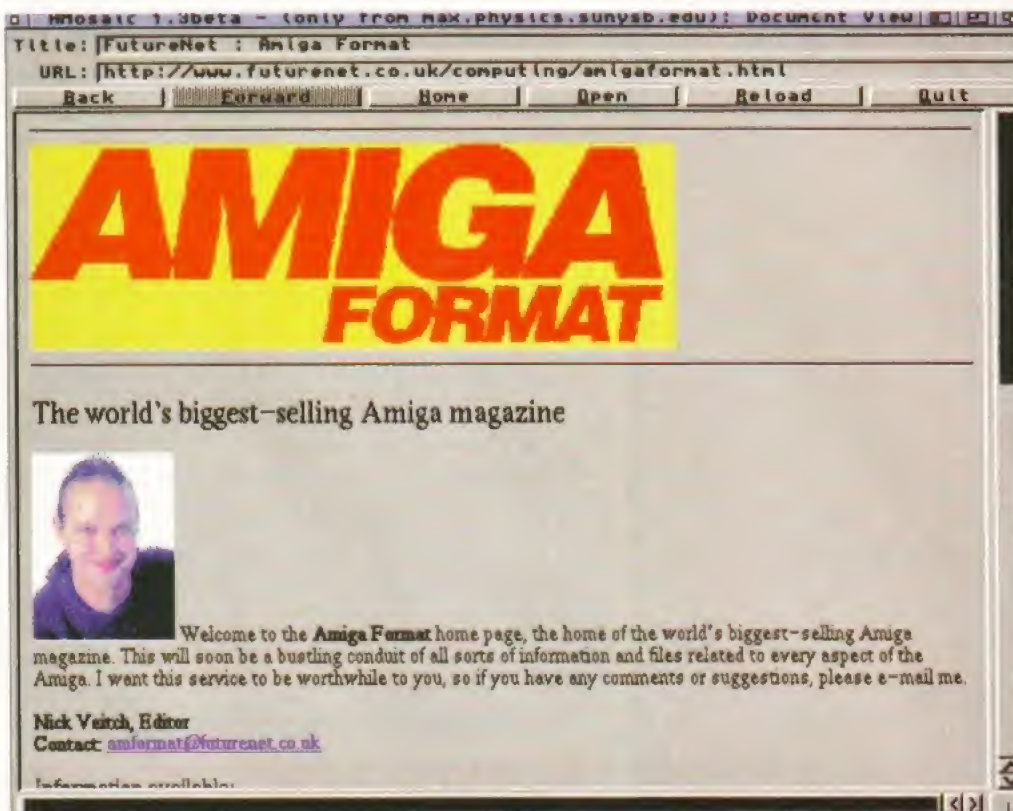 HMosaic 1.3beta - (only from max.physics.sunysb.edu): Document View
Title: FutureNet : Amiga Format
URL: http://www.futurenet.co.uk/computing/amigaformat.html
Back Forward Home Open Reload Quit
AMIGA
FORMAT
The world's biggest-selling Amiga magazine
Welcome to the Amiga Format home page, the home of the world's biggest-selling Amiga
magazine. This will soon be a bustling conduit of all sorts of information and files related to every aspect of the
Amiga. I want this service to be worthwhile to you, so if you have any comments or suggestions, please e-mail me.
Nick Veitch, Editor
Contact: amformat@futurenet.co.uk
Information available: